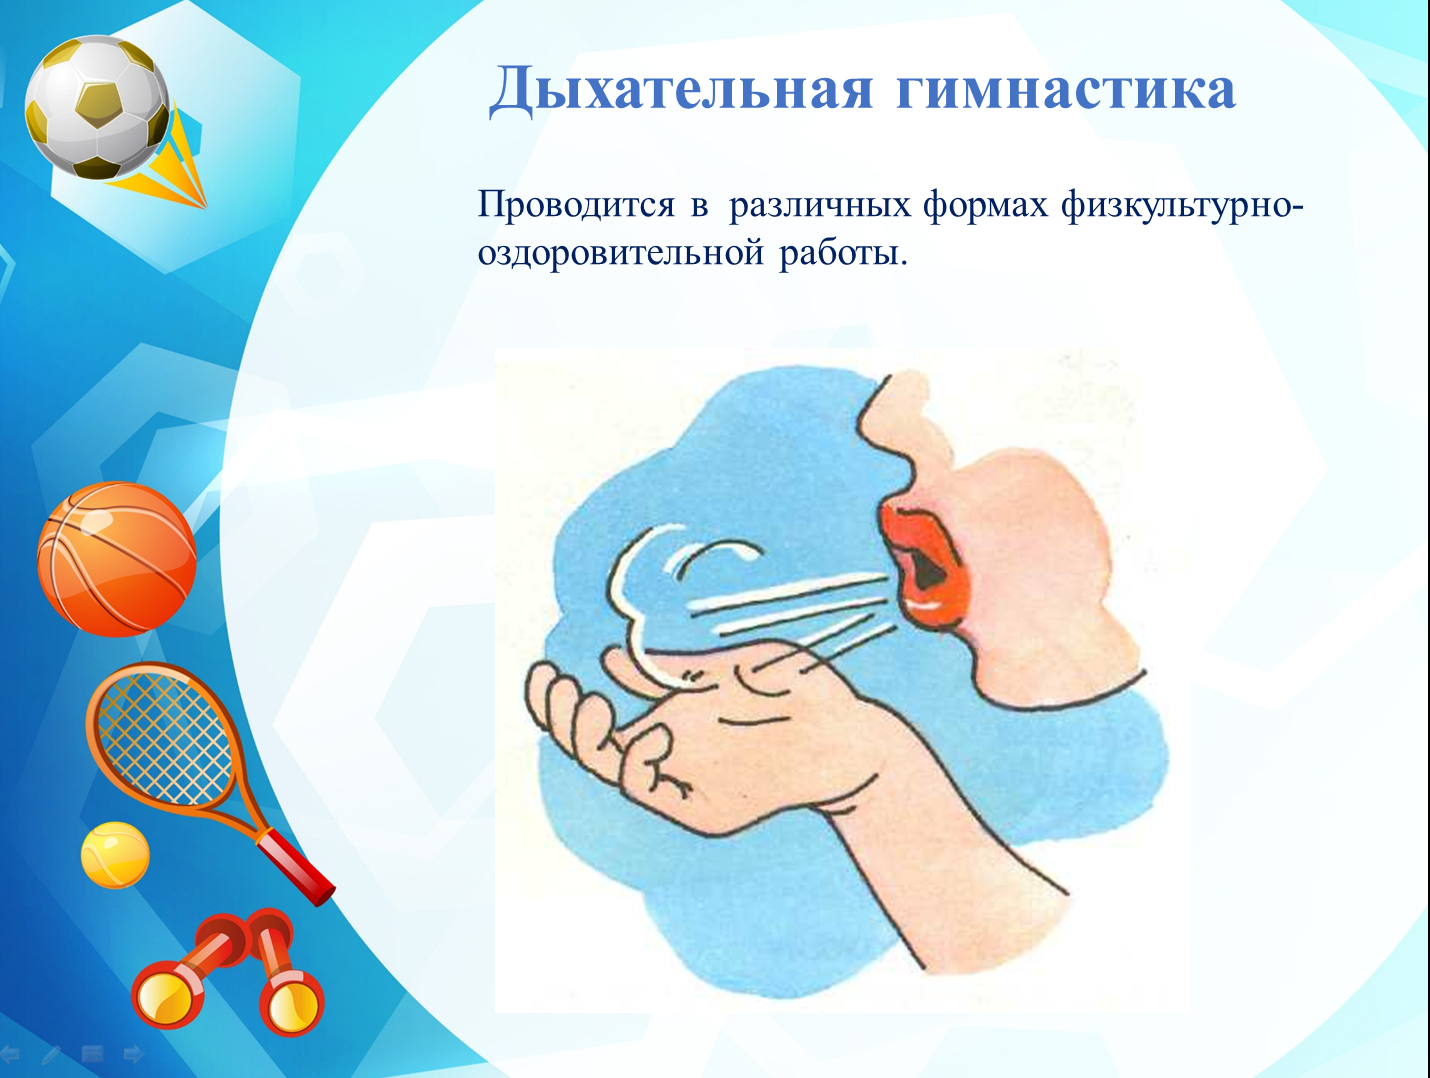 Дыхательная гимнастика
Проводится в различных формах физкультурно-
оздоровительной работы.